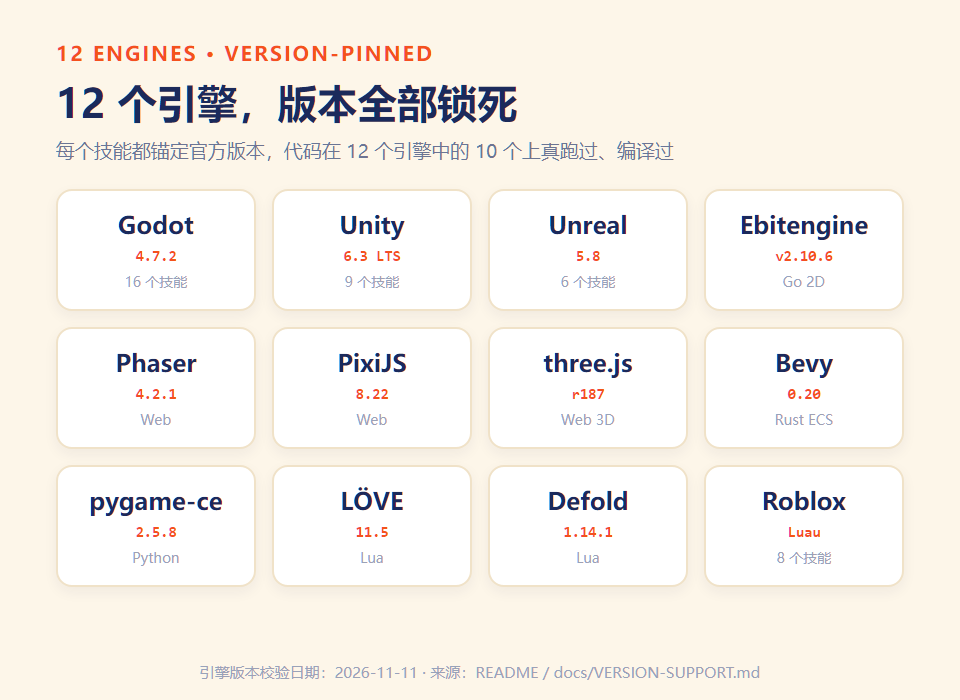 12 ENGINES • VERSION-PINNED
12 个引擎，版本全部锁死
每个技能都锚定官方版本，代码在 12 个引擎中的 10 个上真跑过、编译过
Godot
4.7.2
16 个技能
Unity
6.3 LTS
9 个技能
Unreal
5.8
6 个技能
Ebitengine
v2.10.6
Go 2D
Phaser
4.2.1
Web
PixiJS
8.22
Web
three.js
r187
Web 3D
Bevy
0.20
Rust ECS
pygame-ce
2.5.8
Python
LÖVE
11.5
Lua
Defold
1.14.1
Lua
Roblox
Luau
8 个技能
引擎版本校验日期：2026-11-11 · 来源：README / docs/VERSION-SUPPORT.md